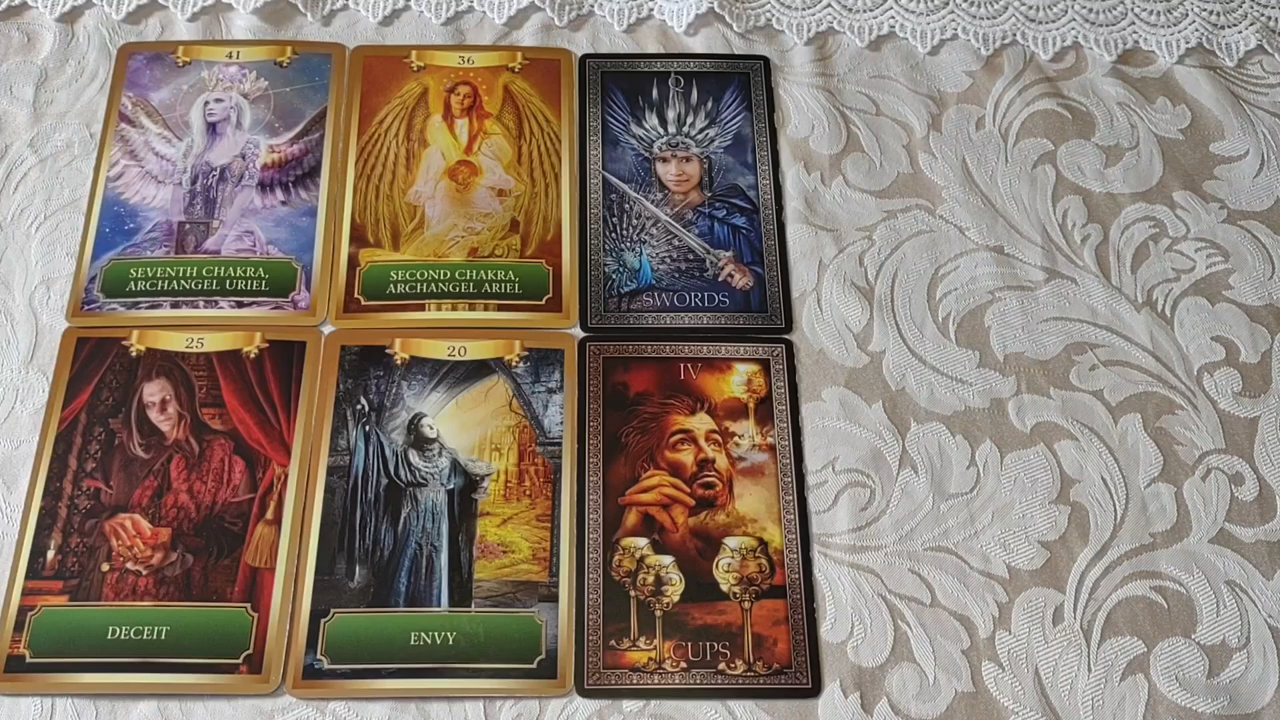 41
SEVENTH CHAKRA,
ARCHANGEL URIEL
36
SECOND CHAKRA,
ARCHANGEL ARIEL
Q
SWORDS
25
DECEIT
20
ENVY
IV
CUPS